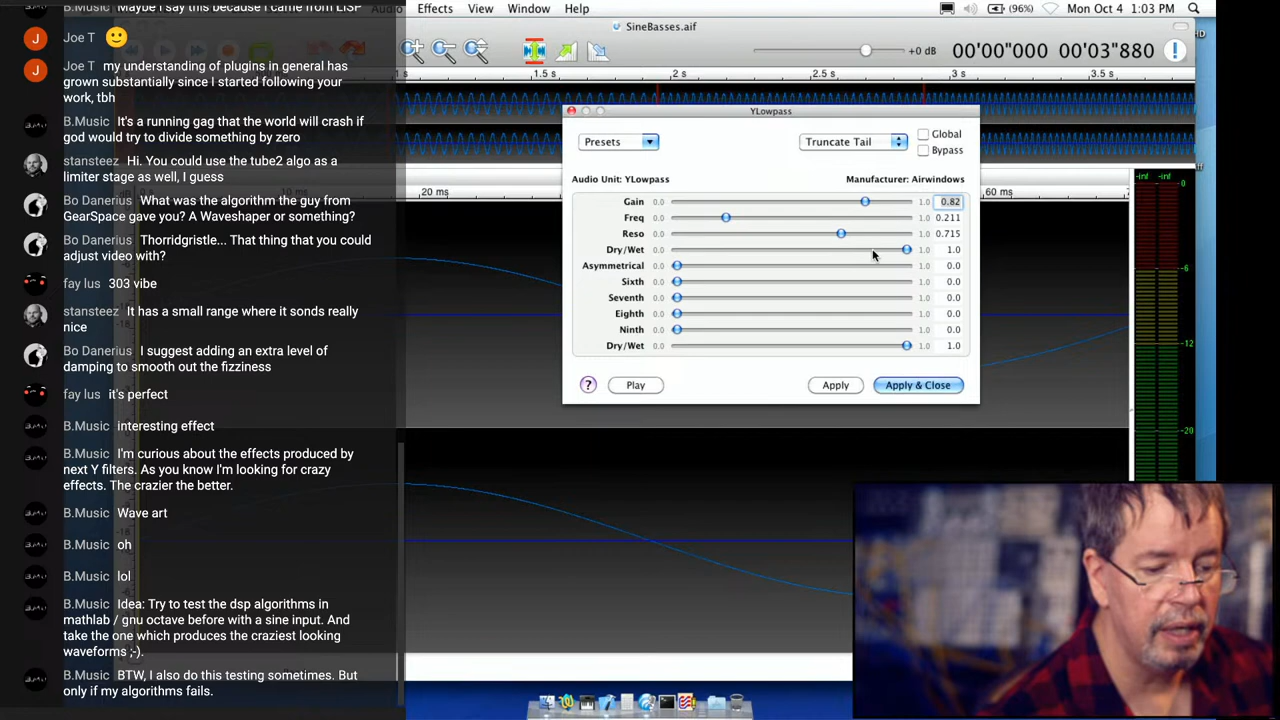 B.Music Maybe I say this because I came from LISP
Joe T
Joe T my understanding of plugins in general has
grown substantially since I started following your
work, tbh
B.Music It's a running gag that the world will crash if
god would try to divide something by zero
stansteez Hi. You could use the tube2 algo as a
limiter stage as well, I guess
Bo Danerius What was the algorithm the guy from
GearSpace gave you? A Waveshaper or something?
Bo Danerius Thorridgristle... That thing that you could
adjust video with?
fay lus 303 vibe
stansteez It has a small range where it sonds really
nice
Bo Danerius I suggest adding an extra level of
damping to smooth out the fizziness
fay lus it's perfect
B.Music interesting effect
B.Music I'm curious about the effects produced by
next Y filters. As you know I'm looking for crazy
effects. The crazier the better.
B.Music Wave art
B.Music oh
B.Music lol
B.Music Idea: Try to test the dsp algorithms in
mathlab / gnu octave before with a sine input. And
take the one which produces the craziest looking
waveforms ;-).
B.Music BTW, I also do this testing sometimes. But
only if my algorithms fails.
Audio Effects View Window Help (96%) Mon Oct 4 1:03 PM
SineBasses.aif
+0 dB 00'00"000 00'03"880
1 s 1.5 s 2 s 2.5 s 3 s 3.5 s
dB 0 10 ms 20 ms 60 ms
YLowpass
Presets Truncate Tail Global
Bypass
Audio Unit: YLowpass Manufacturer: Airwindows
Gain 0.0 1.0 0.82
Freq 0.0 1.0 0.211
Reso 0.0 1.0 0.715
Dry/Wet 0.0 1.0 1.0
Asymmetrical 0.0 1.0 0.0
Sixth 0.0 1.0 0.0
Seventh 0.0 1.0 0.0
Eighth 0.0 1.0 0.0
Ninth 0.0 1.0 0.0
Dry/Wet 0.0 1.0 1.0
? Play Apply Apply & Close
-inf -inf
0
-6
-12
-20